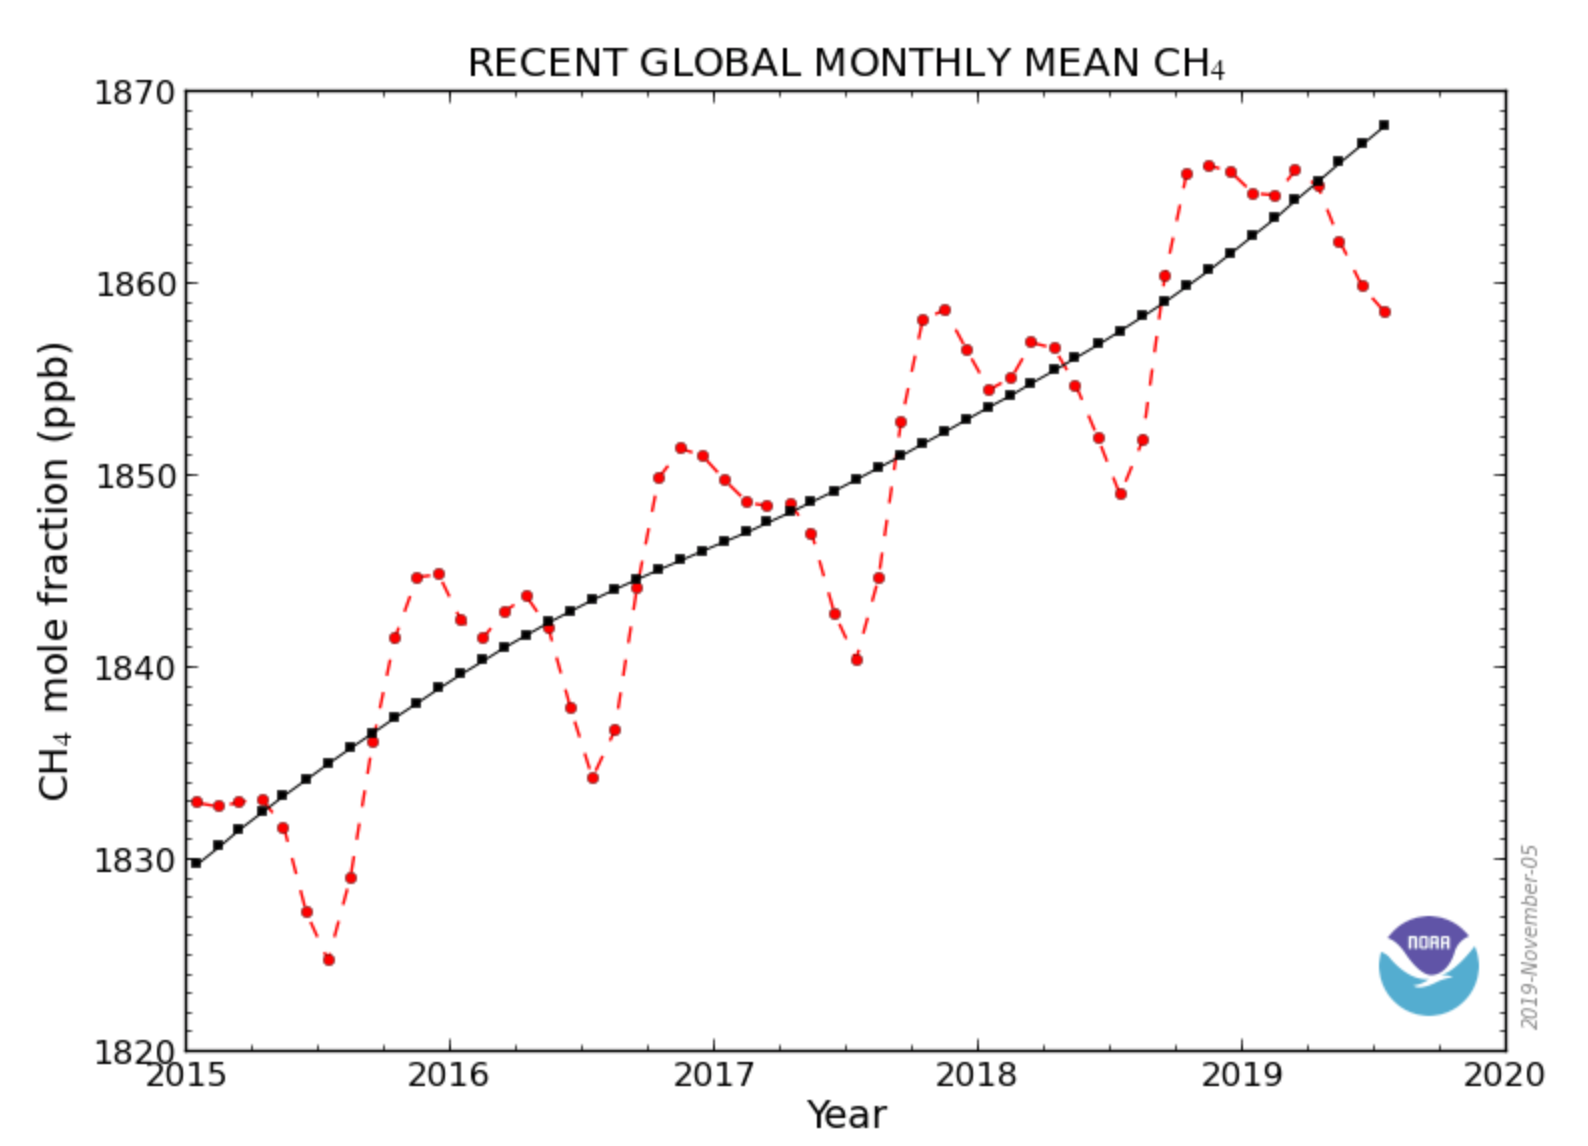 RECENT GLOBAL MONTHLY MEAN CH₄
1870
1860
1850
1840
1830
1820
CH₄ mole fraction (ppb)
2015 2016 2017 2018 2019 2020
Year
NOAA
2019-November-05